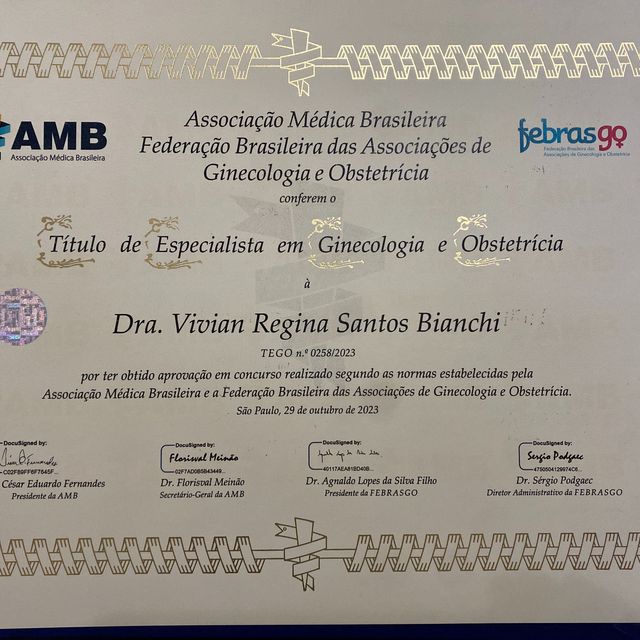 AMB
Associação Médica Brasileira
Associação Médica Brasileira
Federação Brasileira das Associações de
Ginecologia e Obstetrícia
febrasgo
Federação Brasileira das
Associações de Ginecologia e Obstetrícia
conferem o
Título de Especialista em Ginecologia e Obstetrícia
à
Dra. Vivian Regina Santos Bianchi
TEGO n.º 0258/2023
por ter obtido aprovação em concurso realizado segundo as normas estabelecidas pela
Associação Médica Brasileira e a Federação Brasileira das Associações de Ginecologia e Obstetrícia.
São Paulo, 29 de outubro de 2023
DocuSigned by:
C02FB9FF6F7645F...
César Eduardo Fernandes
Presidente da AMB
DocuSigned by:
Florisval Meinão
02F7AD0B5B43449...
Dr. Florisval Meinão
Secretário-Geral da AMB
DocuSigned by:
40117AEA81BD40B...
Dr. Agnaldo Lopes da Silva Filho
Presidente da FEBRASGO
DocuSigned by:
Sergio Podgaec
4750504129974C6...
Dr. Sérgio Podgaec
Diretor Administrativo da FEBRASGO